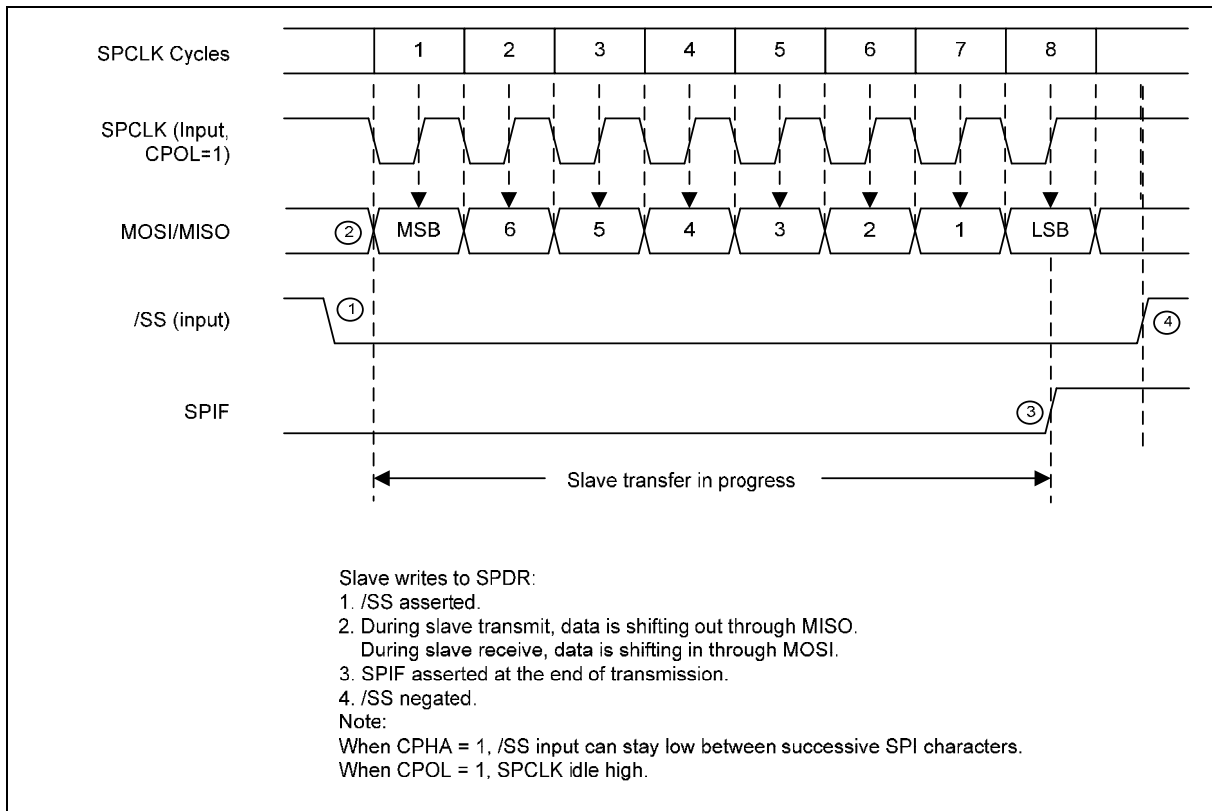 SPCLK Cycles
1 2 3 4 5 6 7 8
SPCLK (Input,
CPOL=1)
MOSI/MISO
2 MSB 6 5 4 3 2 1 LSB
/SS (input)
1
4
SPIF
3
Slave transfer in progress
Slave writes to SPDR:
1. /SS asserted.
2. During slave transmit, data is shifting out through MISO.
During slave receive, data is shifting in through MOSI.
3. SPIF asserted at the end of transmission.
4. /SS negated.
Note:
When CPHA = 1, /SS input can stay low between successive SPI characters.
When CPOL = 1, SPCLK idle high.